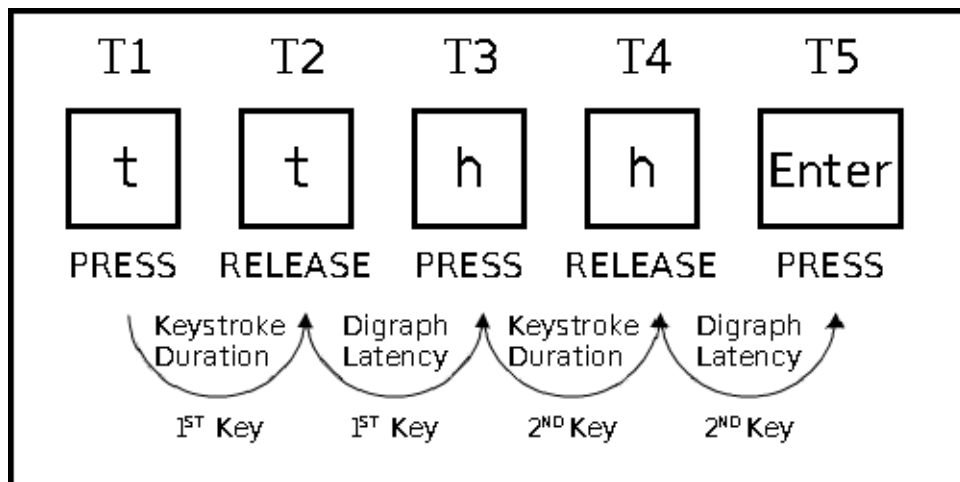 T1 T2 T3 T4 T5
t t h h Enter
PRESS RELEASE PRESS RELEASE PRESS
Keystroke Digraph Keystroke Digraph
Duration Latency Duration Latency
1ST Key 1ST Key 2ND Key 2ND Key